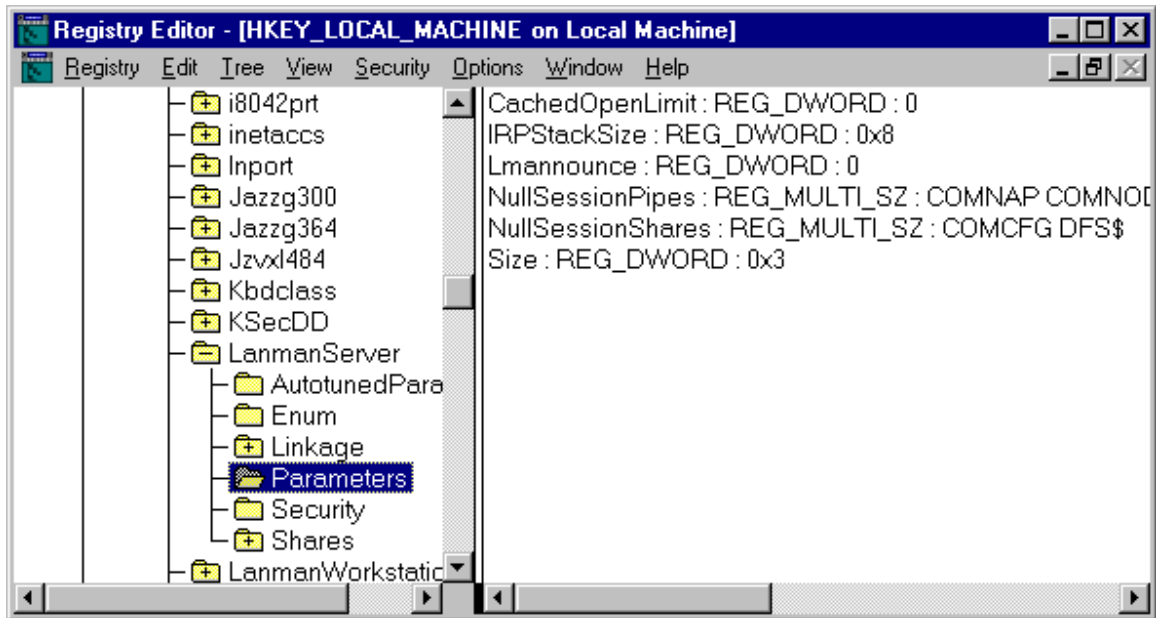 Registry Editor - [HKEY_LOCAL_MACHINE on Local Machine]
Registry Edit Tree View Security Options Window Help
i8042prt
inetaccs
Inport
Jazzg300
Jazzg364
Jzvxl484
Kbdclass
KSecDD
LanmanServer
AutotunedPara
Enum
Linkage
Parameters
Security
Shares
LanmanWorkstatic
CachedOpenLimit : REG_DWORD : 0
IRPStackSize : REG_DWORD : 0x8
Lmannounce : REG_DWORD : 0
NullSessionPipes : REG_MULTI_SZ : COMNAP COMNOD
NullSessionShares : REG_MULTI_SZ : COMCFG DFS$
Size : REG_DWORD : 0x3